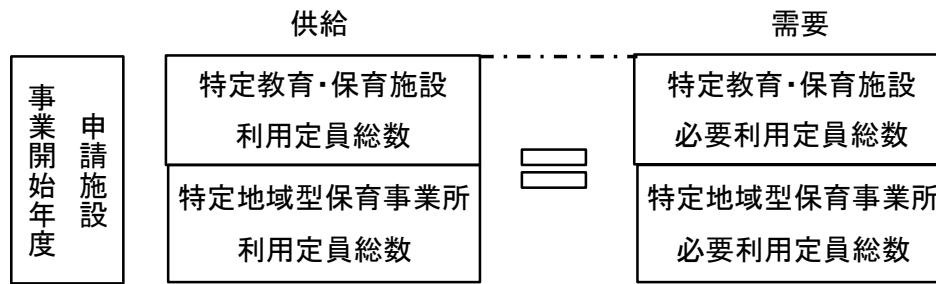 供給
需要
申請施設
事業開始年度
特定教育・保育施設
利用定員総数
特定地域型保育事業所
利用定員総数
特定教育・保育施設
必要利用定員総数
特定地域型保育事業所
必要利用定員総数